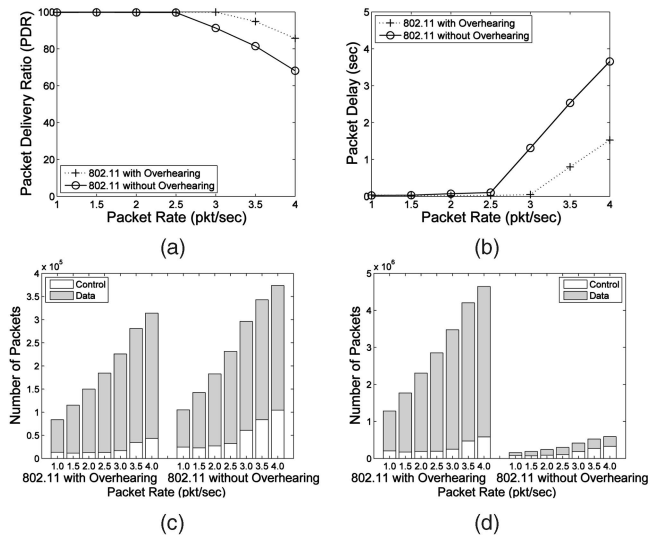 100
80
60
40
20
0
Packet Delivery Ratio (PDR)
802.11 with Overhearing
802.11 without Overhearing
1 1.5 2 2.5 3 3.5 4
Packet Rate (pkt/sec)
(a)
5
4
3
2
1
0
Packet Delay (sec)
802.11 with Overhearing
802.11 without Overhearing
1 1.5 2 2.5 3 3.5 4
Packet Rate (pkt/sec)
(b)
x 10^5
4
3.5
3
2.5
2
1.5
1
0.5
0
Number of Packets
Control
Data
1.0 1.5 2.0 2.5 3.0 3.5 4.0 1.0 1.5 2.0 2.5 3.0 3.5 4.0
802.11 with Overhearing 802.11 without Overhearing
Packet Rate (pkt/sec)
(c)
x 10^6
5
4
3
2
1
0
Number of Packets
Control
Data
1.0 1.5 2.0 2.5 3.0 3.5 4.0 1.0 1.5 2.0 2.5 3.0 3.5 4.0
802.11 with Overhearing 802.11 without Overhearing
Packet Rate (pkt/sec)
(d)